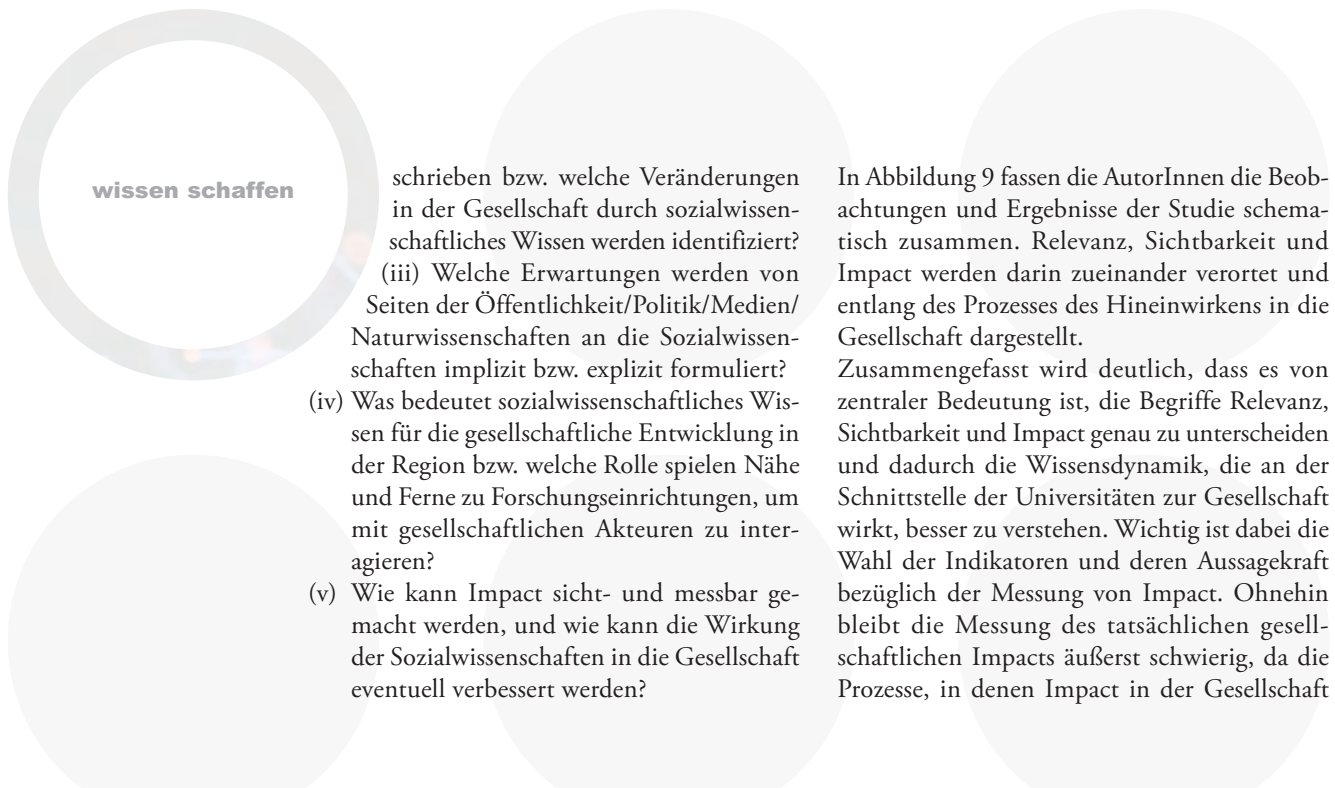 wissen schaffen
schrieben bzw. welche Veränderungen
in der Gesellschaft durch sozialwissen-
schaftliches Wissen werden identifiziert?
(iii) Welche Erwartungen werden von
Seiten der Öffentlichkeit/Politik/Medien/
Naturwissenschaften an die Sozialwissen-
schaften implizit bzw. explizit formuliert?
(iv) Was bedeutet sozialwissenschaftliches Wis-
sen für die gesellschaftliche Entwicklung in
der Region bzw. welche Rolle spielen Nähe
und Ferne zu Forschungseinrichtungen, um
mit gesellschaftlichen Akteuren zu inter-
agieren?
(v) Wie kann Impact sicht- und messbar ge-
macht werden, und wie kann die Wirkung
der Sozialwissenschaften in die Gesellschaft
eventuell verbessert werden?
In Abbildung 9 fassen die AutorInnen die Beob-
achtungen und Ergebnisse der Studie schema-
tisch zusammen. Relevanz, Sichtbarkeit und
Impact werden darin zueinander verortet und
entlang des Prozesses des Hineinwirkens in die
Gesellschaft dargestellt.
Zusammengefasst wird deutlich, dass es von
zentraler Bedeutung ist, die Begriffe Relevanz,
Sichtbarkeit und Impact genau zu unterscheiden
und dadurch die Wissensdynamik, die an der
Schnittstelle der Universitäten zur Gesellschaft
wirkt, besser zu verstehen. Wichtig ist dabei die
Wahl der Indikatoren und deren Aussagekraft
bezüglich der Messung von Impact. Ohnehin
bleibt die Messung des tatsächlichen gesell-
schaftlichen Impacts äußerst schwierig, da die
Prozesse, in denen Impact in der Gesellschaft